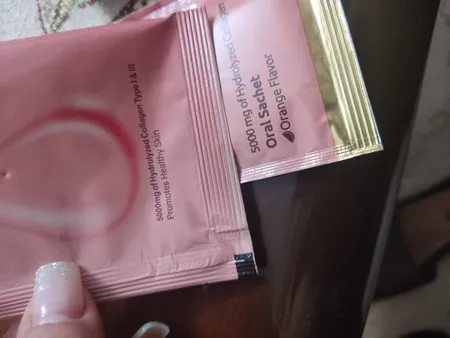 5000mg of Hydrolyzed Collagen Type I & III
Promotes Healthy Skin
5000 mg of Hydrolyzed Collagen
Oral Sachet
Orange Flavor